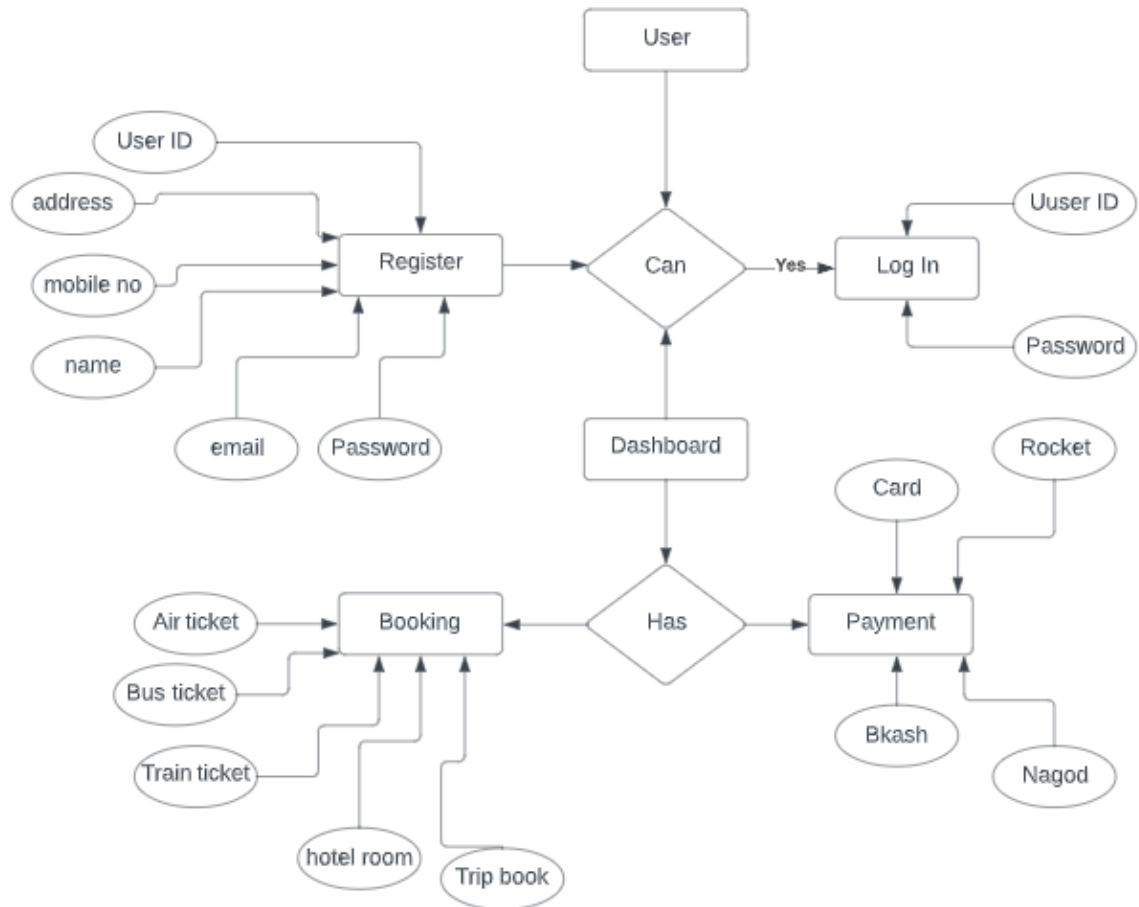 User
User ID
address
Uuser ID
Register
Can
Yes
Log In
mobile no
name
Password
email
Password
Dashboard
Rocket
Card
Air ticket
Booking
Has
Payment
Bus ticket
Bkash
Train ticket
Nagod
hotel room
Trip book